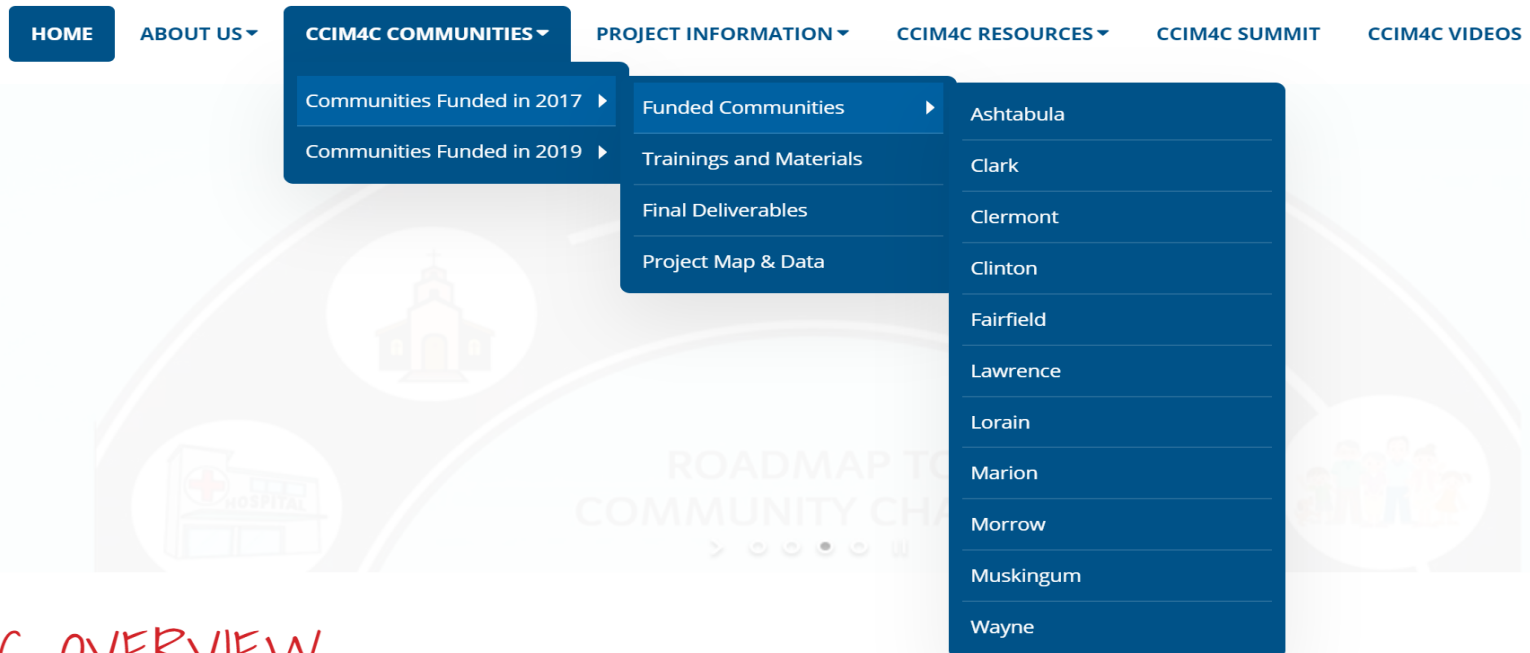 HOME ABOUT US CCIM4C COMMUNITIES PROJECT INFORMATION CCIM4C RESOURCES CCIM4C SUMMIT CCIM4C VIDEOS
Communities Funded in 2017
Communities Funded in 2019
Funded Communities
Trainings and Materials
Final Deliverables
Project Map & Data
Ashtabula
Clark
Clermont
Clinton
Fairfield
Lawrence
Lorain
Marion
Morrow
Muskingum
Wayne
HOSPITAL
ROADMAP TO
COMMUNITY CHA
C OVERVIEW